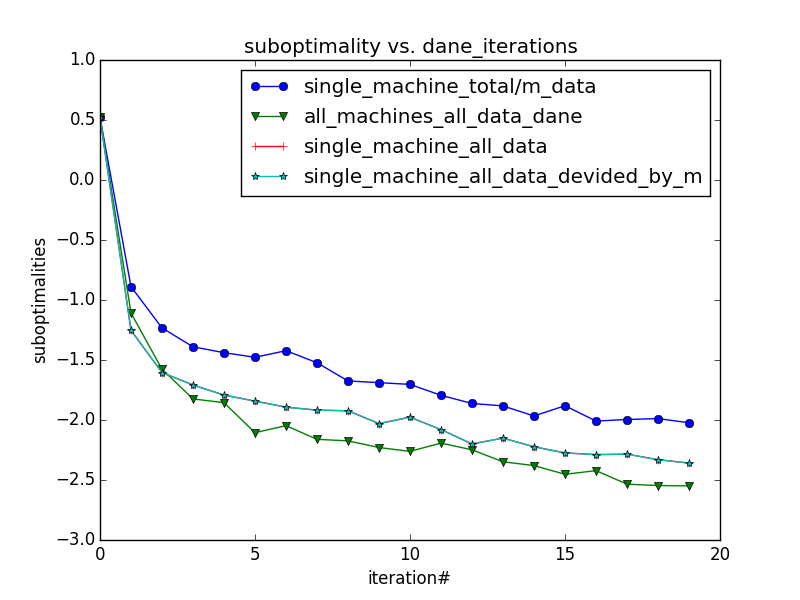 suboptimality vs. dane_iterations
single_machine_total/m_data
all_machines_all_data_dane
single_machine_all_data
single_machine_all_data_devided_by_m
1.0
0.5
0.0
−0.5
−1.0
−1.5
−2.0
−2.5
−3.0
suboptimalities
0 5 10 15 20
iteration#